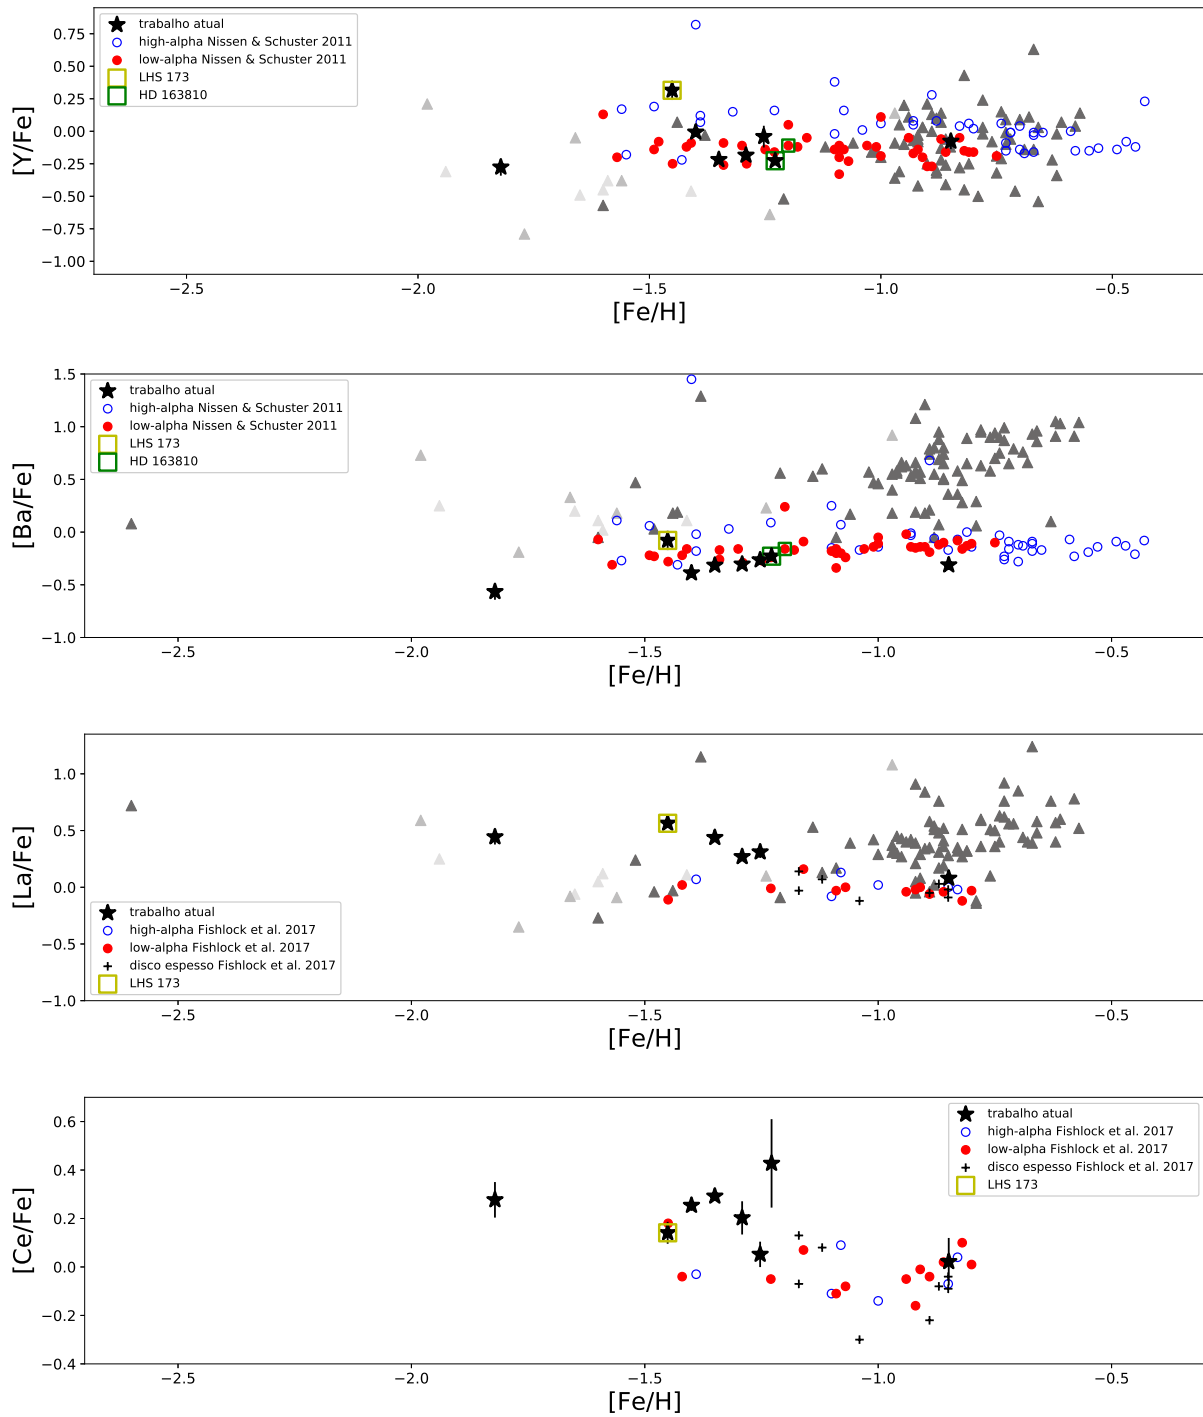 trabalho atual
high-alpha Nissen & Schuster 2011
low-alpha Nissen & Schuster 2011
LHS 173
HD 163810
[Y/Fe]
0.75
0.50
0.25
0.00
−0.25
−0.50
−0.75
−1.00
−2.5 −2.0 −1.5 −1.0 −0.5
[Fe/H]
trabalho atual
high-alpha Nissen & Schuster 2011
low-alpha Nissen & Schuster 2011
LHS 173
HD 163810
[Ba/Fe]
1.5
1.0
0.5
0.0
−0.5
−1.0
−2.5 −2.0 −1.5 −1.0 −0.5
[Fe/H]
[La/Fe]
1.0
0.5
0.0
−0.5
−1.0
trabalho atual
high-alpha Fishlock et al. 2017
low-alpha Fishlock et al. 2017
disco espesso Fishlock et al. 2017
LHS 173
−2.5 −2.0 −1.5 −1.0 −0.5
[Fe/H]
trabalho atual
high-alpha Fishlock et al. 2017
low-alpha Fishlock et al. 2017
disco espesso Fishlock et al. 2017
LHS 173
[Ce/Fe]
0.6
0.4
0.2
0.0
−0.2
−0.4
−2.5 −2.0 −1.5 −1.0 −0.5
[Fe/H]